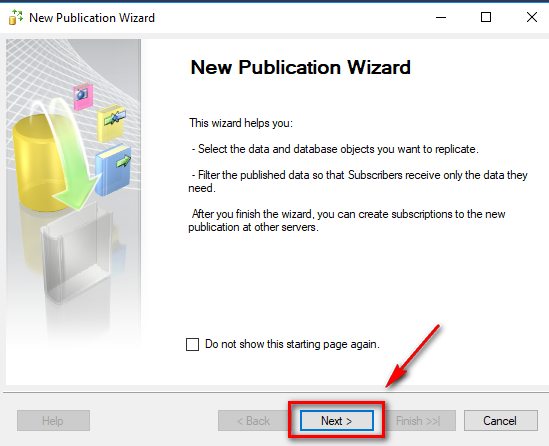 New Publication Wizard
New Publication Wizard
This wizard helps you:
- Select the data and database objects you want to replicate.
- Filter the published data so that Subscribers receive only the data they
need.
After you finish the wizard, you can create subscriptions to the new
publication at other servers.
Do not show this starting page again.
Help
< Back
Next >
Finish >>|
Cancel